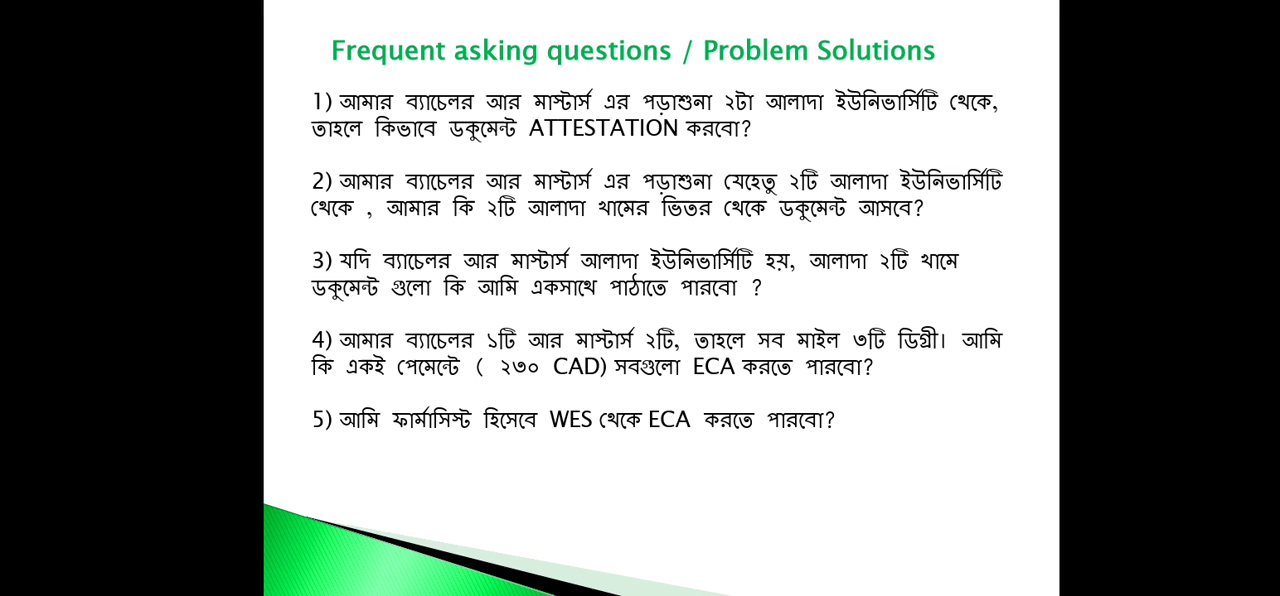 Frequent asking questions / Problem Solutions
1) আমার ব্যাচেলর আর মাস্টার্স এর পড়াশুনা ২টা আলাদা ইউনিভার্সিটি থেকে,
তাহলে কিভাবে ডকুমেন্ট ATTESTATION করবো?
2) আমার ব্যাচেলর আর মাস্টার্স এর পড়াশুনা যেহেতু ২টি আলাদা ইউনিভার্সিটি
থেকে , আমার কি ২টি আলাদা খামের ভিতর থেকে ডকুমেন্ট আসবে?
3) যদি ব্যাচেলর আর মাস্টার্স আলাদা ইউনিভার্সিটি হয়, আলাদা ২টি খামে
ডকুমেন্ট গুলো কি আমি একসাথে পাঠাতে পারবো ?
4) আমার ব্যাচেলর ১টি আর মাস্টার্স ২টি, তাহলে সব মাইল ৩টি ডিগ্রী। আমি
কি একই পেমেন্টে ( ২৩০ CAD) সবগুলো ECA করতে পারবো?
5) আমি ফার্মাসিস্ট হিসেবে WES থেকে ECA করতে পারবো?